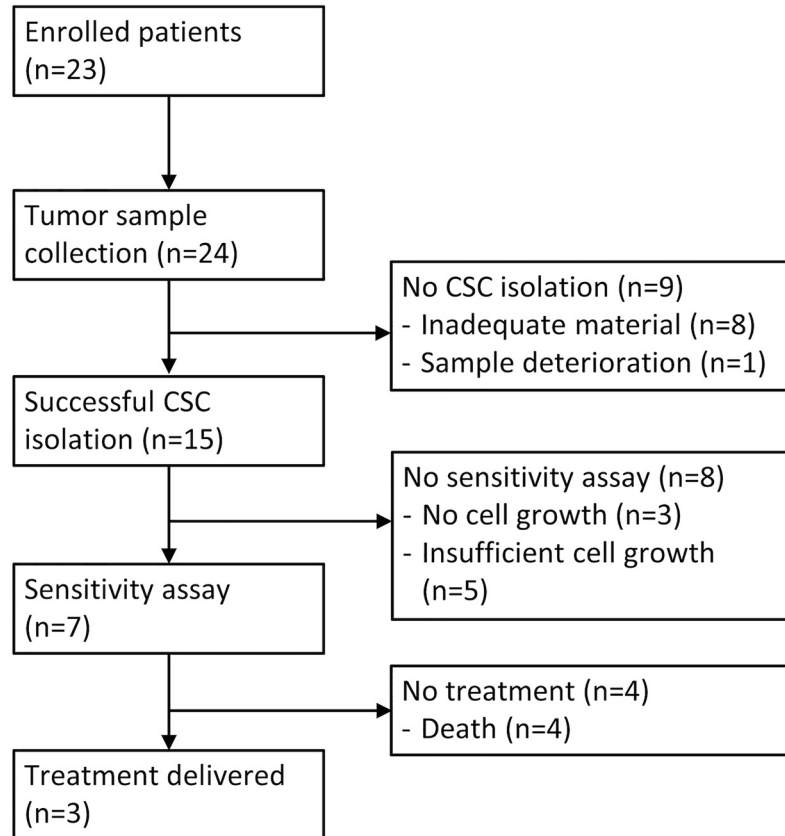 Enrolled patients
(n=23)
Tumor sample
collection (n=24)
No CSC isolation (n=9)
- Inadequate material (n=8)
- Sample deterioration (n=1)
Successful CSC
isolation (n=15)
No sensitivity assay (n=8)
- No cell growth (n=3)
- Insufficient cell growth
(n=5)
Sensitivity assay
(n=7)
No treatment (n=4)
- Death (n=4)
Treatment delivered
(n=3)